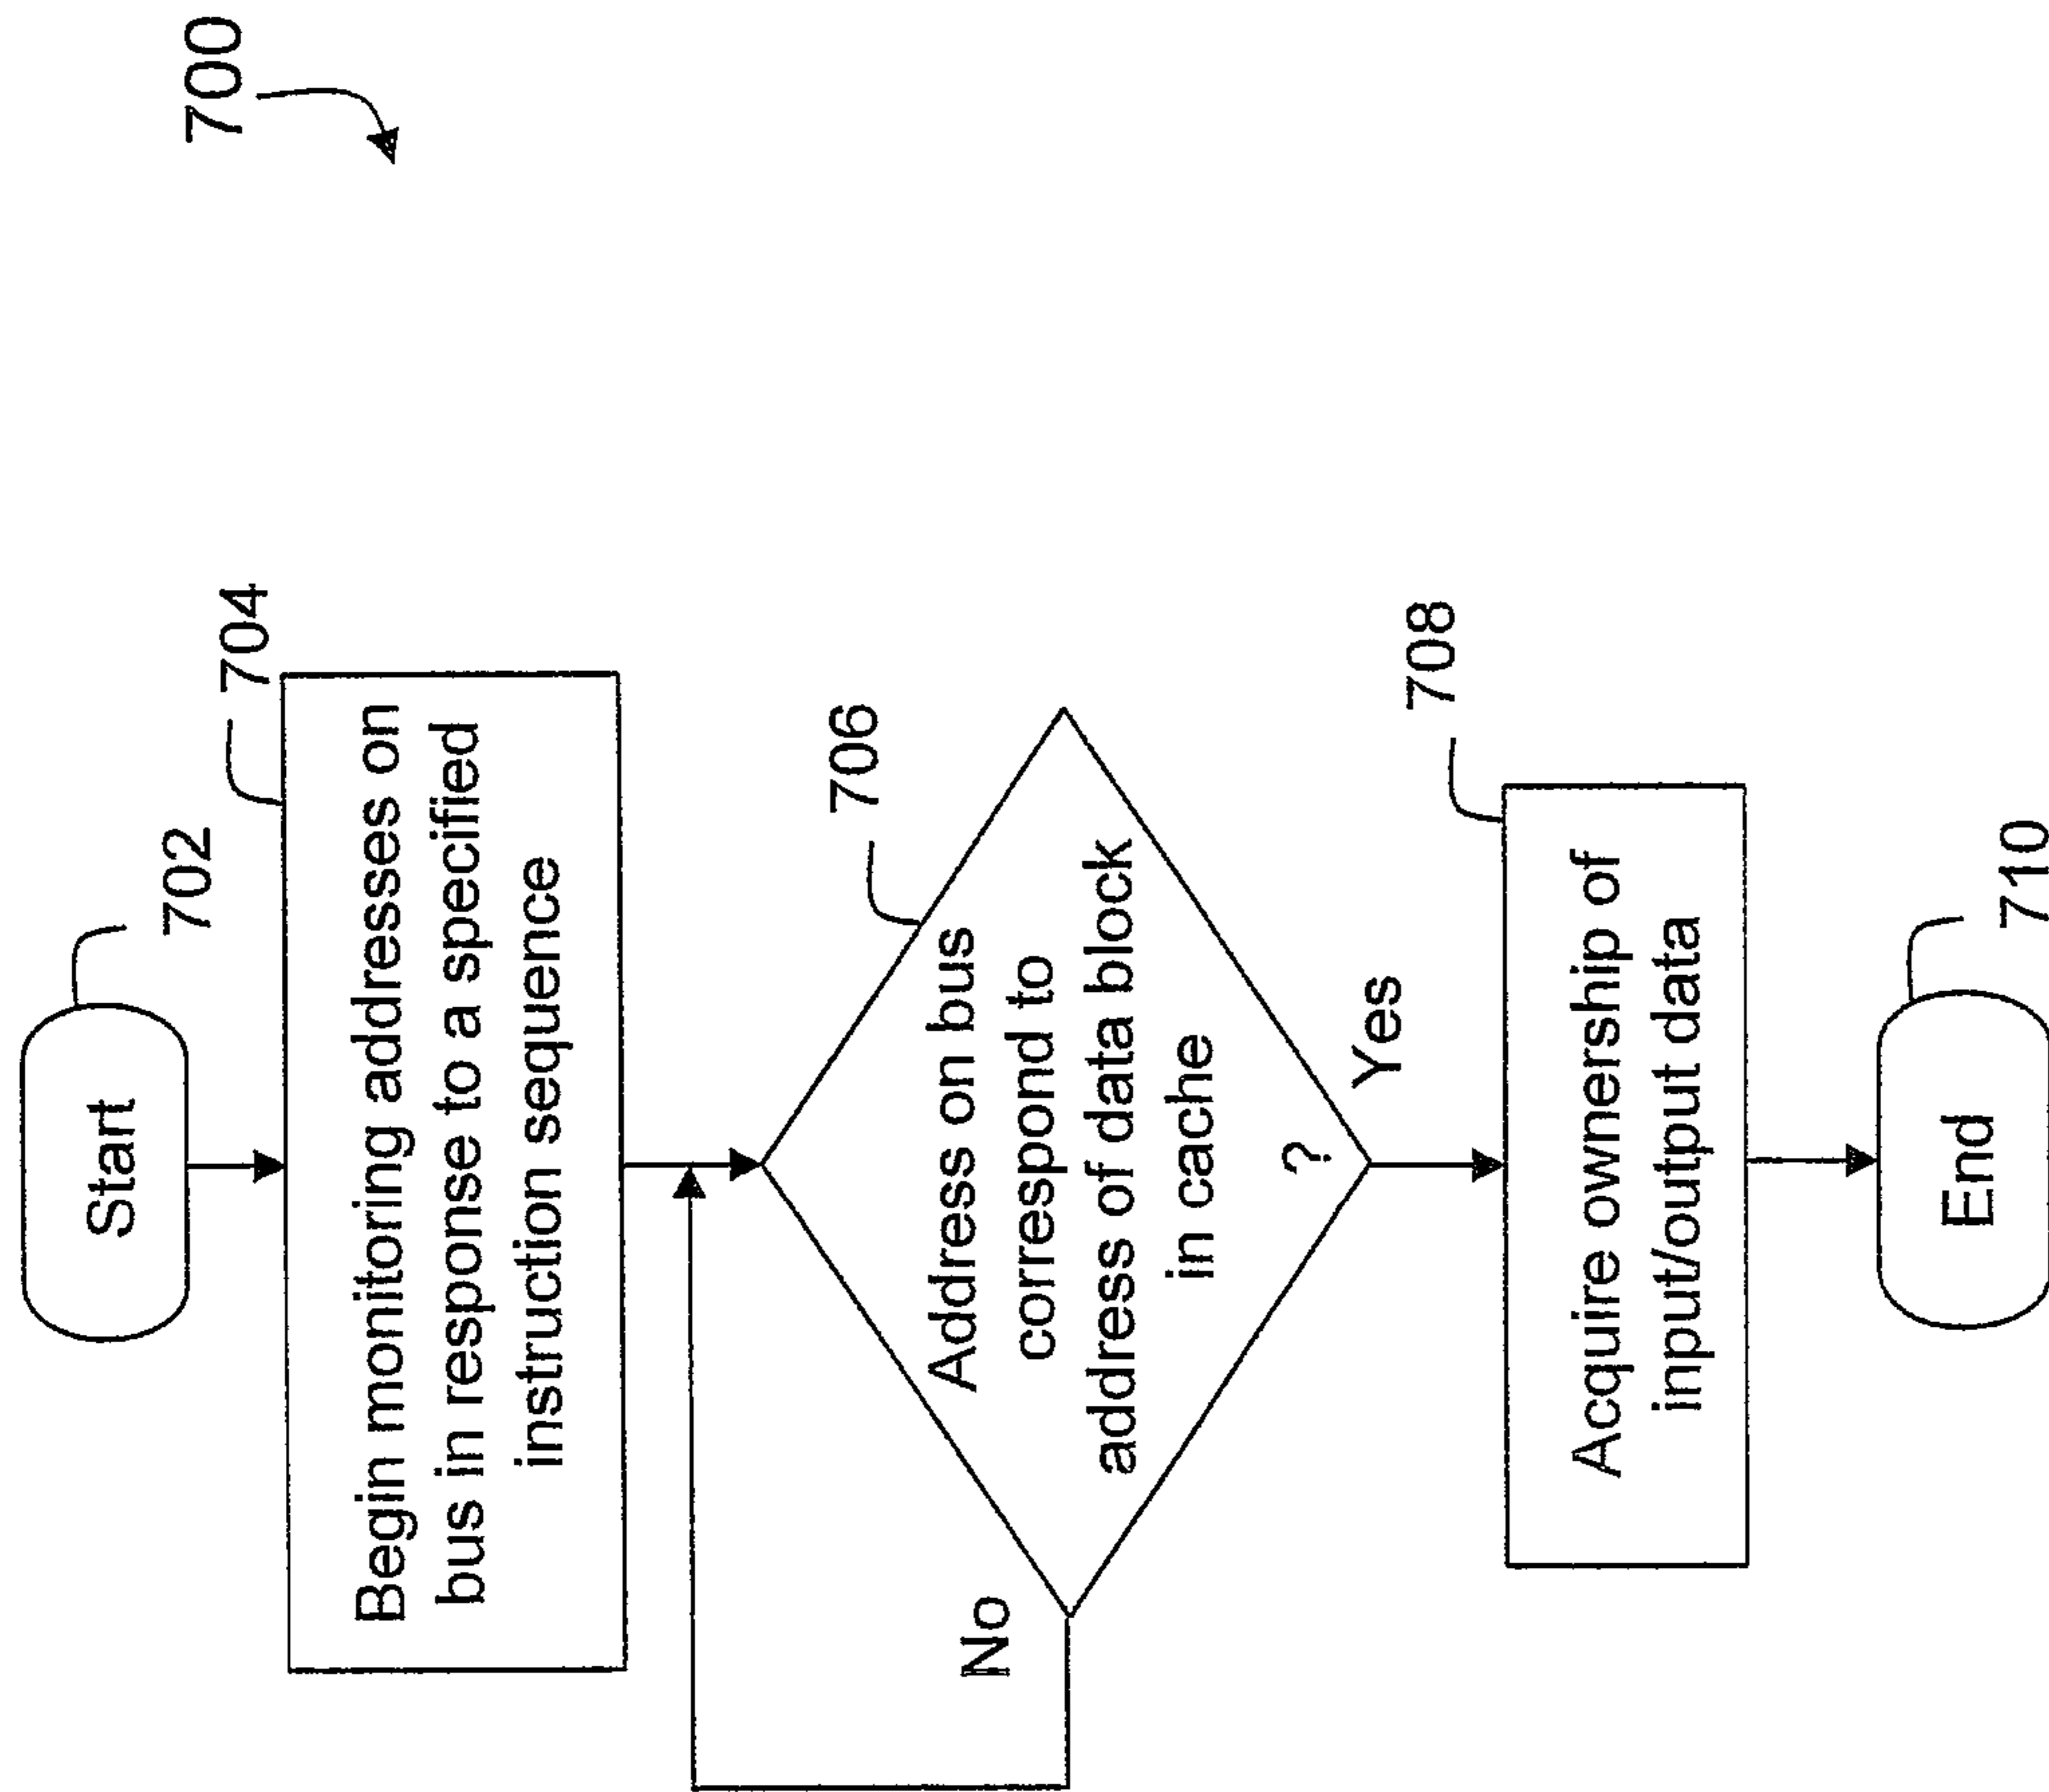 700
Start
702
704
Begin monitoring addresses on
bus in response to a specified
instruction sequence
706
Address on bus
correspond to
address of data block
in cache
?
No
Yes
708
Acquire ownership of
input/output data
End
710